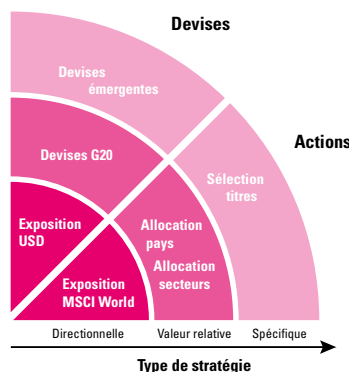 Devises
Devises
émergentes
Actions
Devises G20
Sélection
titres
Exposition
USD
Allocation
pays
Allocation
secteurs
Exposition
MSCI World
Directionnelle
Valeur relative
Spécifique
Type de stratégie